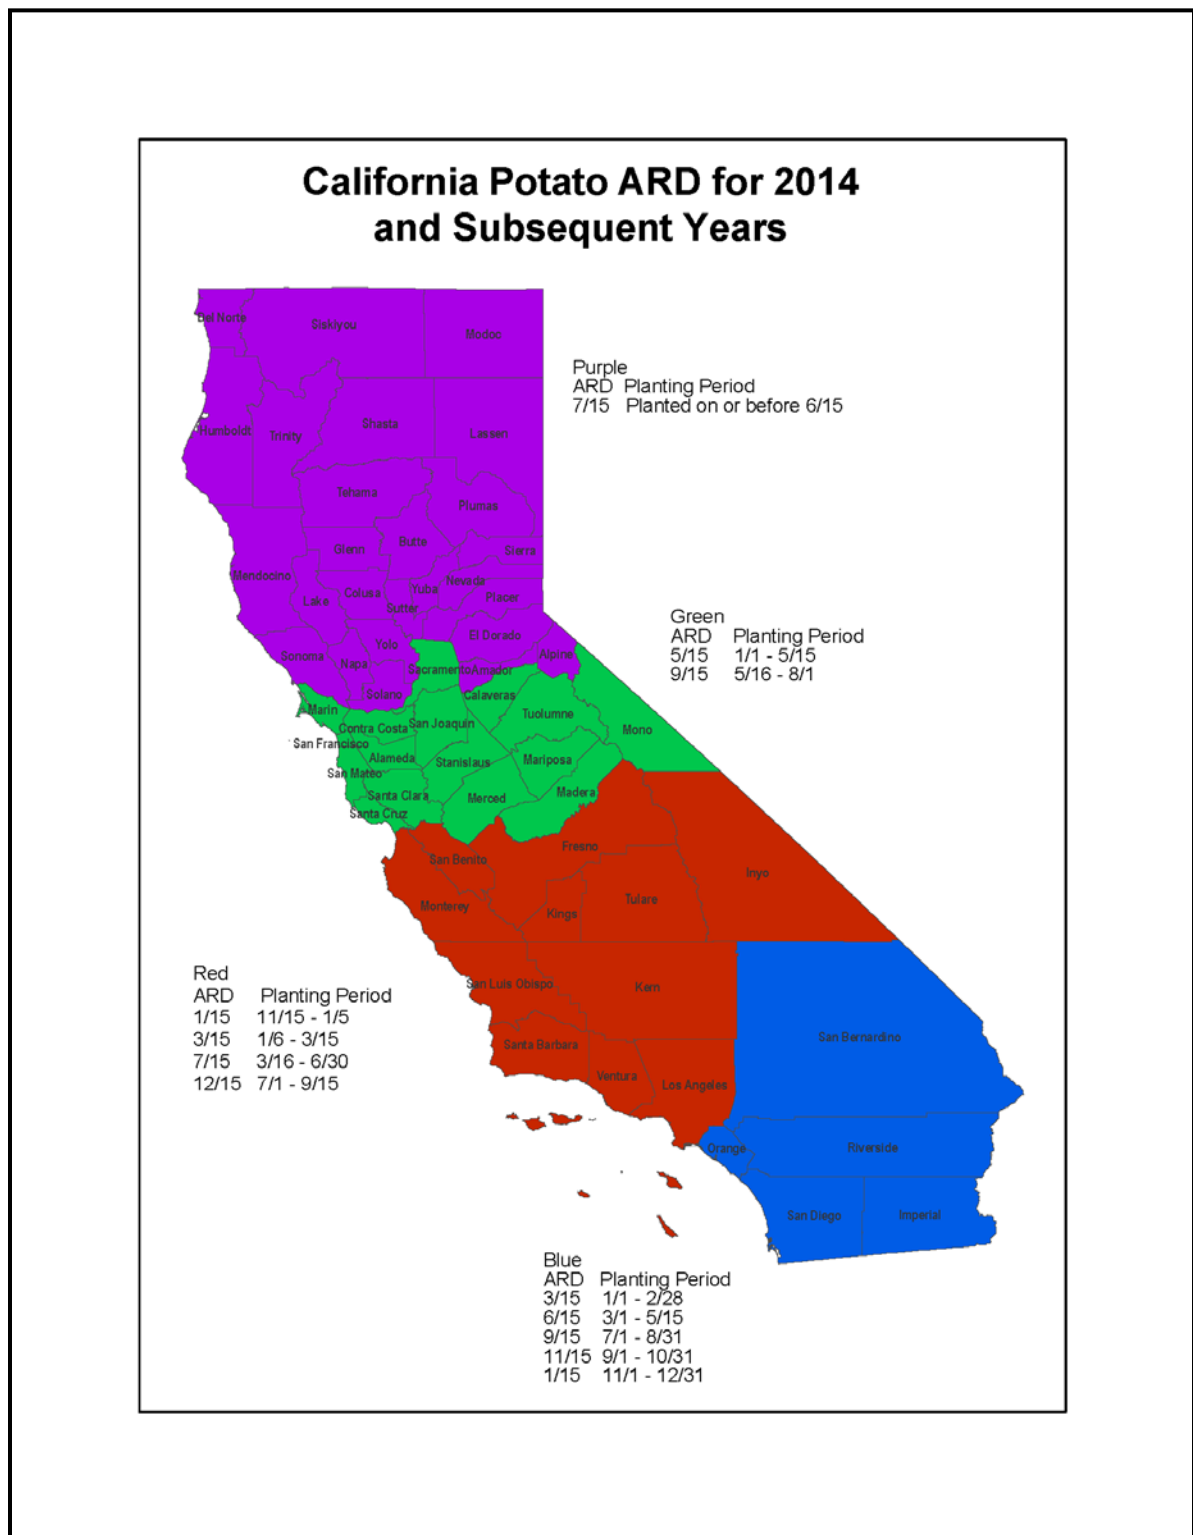 California Potato ARD for 2014
and Subsequent Years
Del Norte
Siskiyou
Modoc
Purple
ARD Planting Period
7/15 Planted on or before 6/15
Humboldt
Trinity
Shasta
Lassen
Tehama
Plumas
Glenn
Butte
Sierra
Mendocino
Lake
Colusa
Sutter
Yuba
Nevada
Placer
Green
ARD Planting Period
5/15 1/1 - 5/15
9/15 5/16 - 8/1
Sonoma
Napa
Yolo
El Dorado
Alpine
Solano
Sacramento
Amador
Calaveras
Marin
Contra Costa
San Joaquin
Tuolumne
Mono
San Francisco
Alameda
Stanislaus
Mariposa
San Mateo
Santa Clara
Merced
Madera
Santa Cruz
San Benito
Fresno
Inyo
Monterey
Kings
Tulare
Red
ARD Planting Period
1/15 11/15 - 1/5
3/15 1/6 - 3/15
7/15 3/16 - 6/30
12/15 7/1 - 9/15
San Luis Obispo
Kern
San Bernardino
Santa Barbara
Ventura
Los Angeles
Orange
Riverside
San Diego
Imperial
Blue
ARD Planting Period
3/15 1/1 - 2/28
6/15 3/1 - 5/15
9/15 7/1 - 8/31
11/15 9/1 - 10/31
1/15 11/1 - 12/31